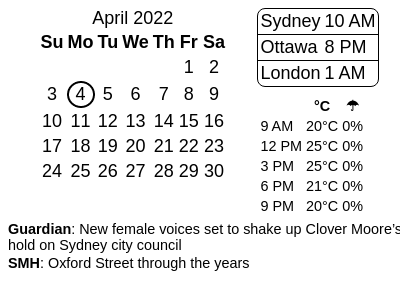 April 2022
Su Mo Tu We Th Fr Sa
1 2
3 4 5 6 7 8 9
10 11 12 13 14 15 16
17 18 19 20 21 22 23
24 25 26 27 28 29 30
Sydney 10 AM
Ottawa 8 PM
London 1 AM
°C ☂
9 AM 20°C 0%
12 PM 25°C 0%
3 PM 25°C 0%
6 PM 21°C 0%
9 PM 20°C 0%
Guardian: New female voices set to shake up Clover Moore's
hold on Sydney city council
SMH: Oxford Street through the years